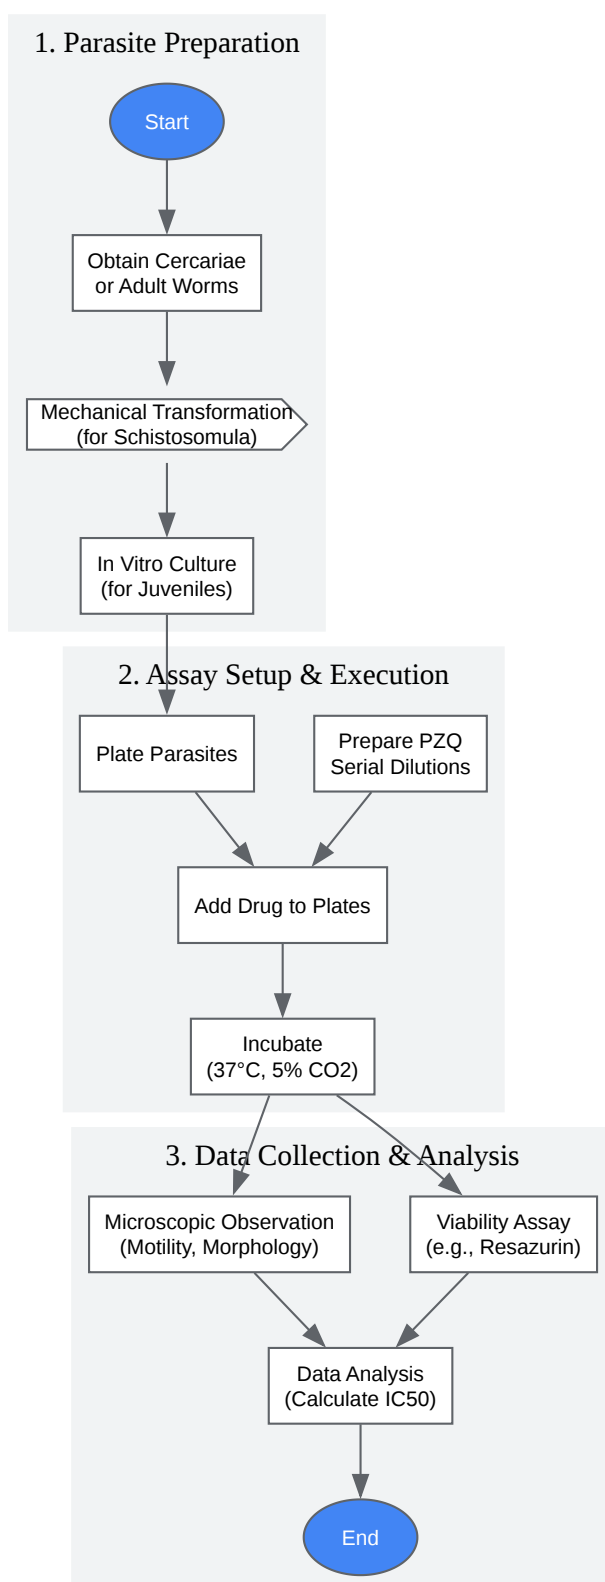 1. Parasite Preparation
Start
Obtain Cercariae
or Adult Worms
Mechanical Transformation
(for Schistosomula)
In Vitro Culture
(for Juveniles)
2. Assay Setup & Execution
Plate Parasites
Prepare PZQ
Serial Dilutions
Add Drug to Plates
Incubate
(37°C, 5% CO2)
3. Data Collection & Analysis
Microscopic Observation
(Motility, Morphology)
Viability Assay
(e.g., Resazurin)
Data Analysis
(Calculate IC50)
End